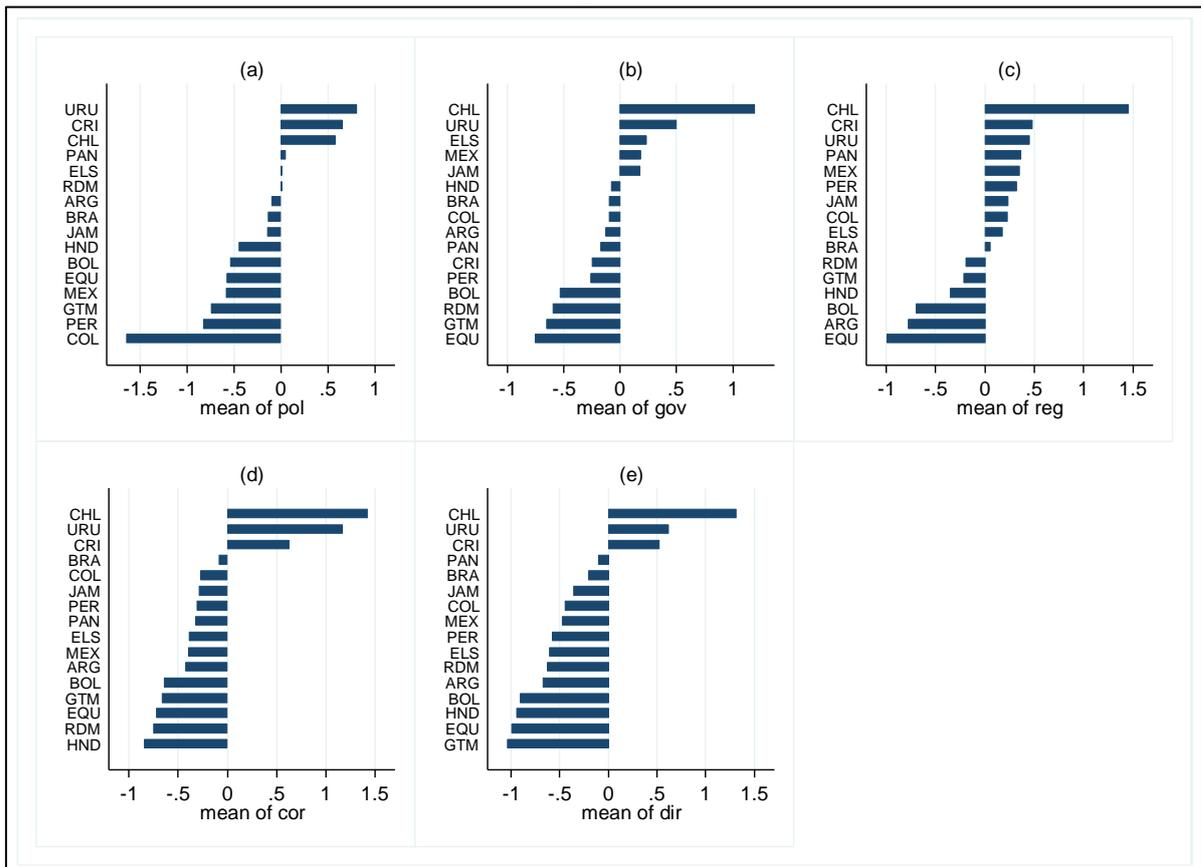 (a)
URU
CRI
CHL
PAN
ELS
RDM
ARG
BRA
JAM
HND
BOL
EQU
MEX
GTM
PER
COL
-1.5 -1 -.5 0 .5 1
mean of pol
(b)
CHL
URU
ELS
MEX
JAM
HND
BRA
COL
ARG
PAN
CRI
PER
BOL
RDM
GTM
EQU
-1 -.5 0 .5 1
mean of gov
(c)
CHL
CRI
URU
PAN
MEX
PER
JAM
COL
ELS
BRA
RDM
GTM
HND
BOL
ARG
EQU
-1 -.5 0 .5 1 1.5
mean of reg
(d)
CHL
URU
CRI
BRA
COL
JAM
PER
PAN
ELS
MEX
ARG
BOL
GTM
EQU
RDM
HND
-1 -.5 0 .5 1 1.5
mean of cor
(e)
CHL
URU
CRI
PAN
BRA
JAM
COL
MEX
PER
ELS
RDM
ARG
BOL
HND
EQU
GTM
-1 -.5 0 .5 1 1.5
mean of dir